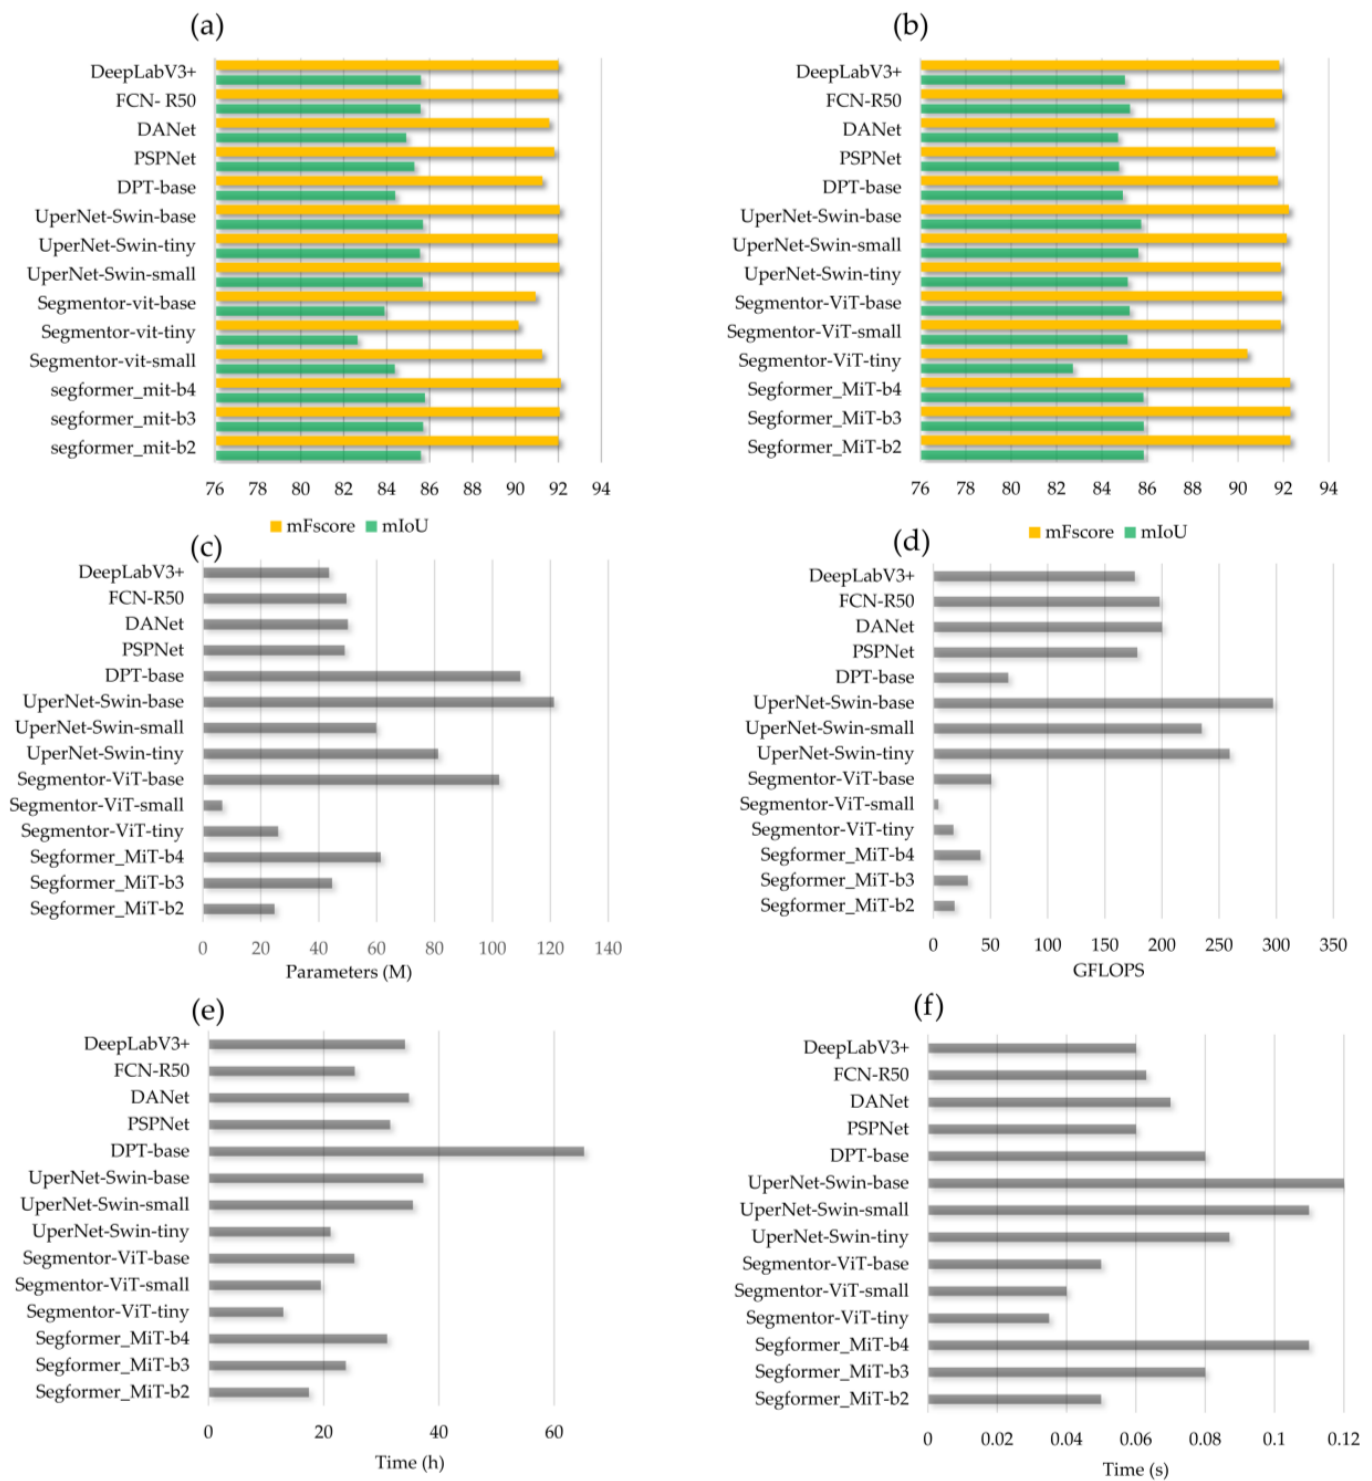 (a)
DeepLabV3+
FCN- R50
DANet
PSPNet
DPT-base
UperNet-Swin-base
UperNet-Swin-tiny
UperNet-Swin-small
Segmentor-vit-base
Segmentor-vit-tiny
Segmentor-vit-small
segformer_mit-b4
segformer_mit-b3
segformer_mit-b2
76 78 80 82 84 86 88 90 92 94
mFscore mIoU
(b)
DeepLabV3+
FCN-R50
DANet
PSPNet
DPT-base
UperNet-Swin-base
UperNet-Swin-small
UperNet-Swin-tiny
Segmentor-ViT-base
Segmentor-ViT-small
Segmentor-ViT-tiny
Segformer_MiT-b4
Segformer_MiT-b3
Segformer_MiT-b2
76 78 80 82 84 86 88 90 92 94
mFscore mIoU
(c)
DeepLabV3+
FCN-R50
DANet
PSPNet
DPT-base
UperNet-Swin-base
UperNet-Swin-small
UperNet-Swin-tiny
Segmentor-ViT-base
Segmentor-ViT-small
Segmentor-ViT-tiny
Segformer_MiT-b4
Segformer_MiT-b3
Segformer_MiT-b2
0 20 40 60 80 100 120 140
Parameters (M)
(d)
DeepLabV3+
FCN-R50
DANet
PSPNet
DPT-base
UperNet-Swin-base
UperNet-Swin-small
UperNet-Swin-tiny
Segmentor-ViT-base
Segmentor-ViT-small
Segmentor-ViT-tiny
Segformer_MiT-b4
Segformer_MiT-b3
Segformer_MiT-b2
0 50 100 150 200 250 300 350
GFLOPS
(e)
DeepLabV3+
FCN-R50
DANet
PSPNet
DPT-base
UperNet-Swin-base
UperNet-Swin-small
UperNet-Swin-tiny
Segmentor-ViT-base
Segmentor-ViT-small
Segmentor-ViT-tiny
Segformer_MiT-b4
Segformer_MiT-b3
Segformer_MiT-b2
0 20 40 60
Time (h)
(f)
DeepLabV3+
FCN-R50
DANet
PSPNet
DPT-base
UperNet-Swin-base
UperNet-Swin-small
UperNet-Swin-tiny
Segmentor-ViT-base
Segmentor-ViT-small
Segmentor-ViT-tiny
Segformer_MiT-b4
Segformer_MiT-b3
Segformer_MiT-b2
0 0.02 0.04 0.06 0.08 0.1 0.12
Time (s)